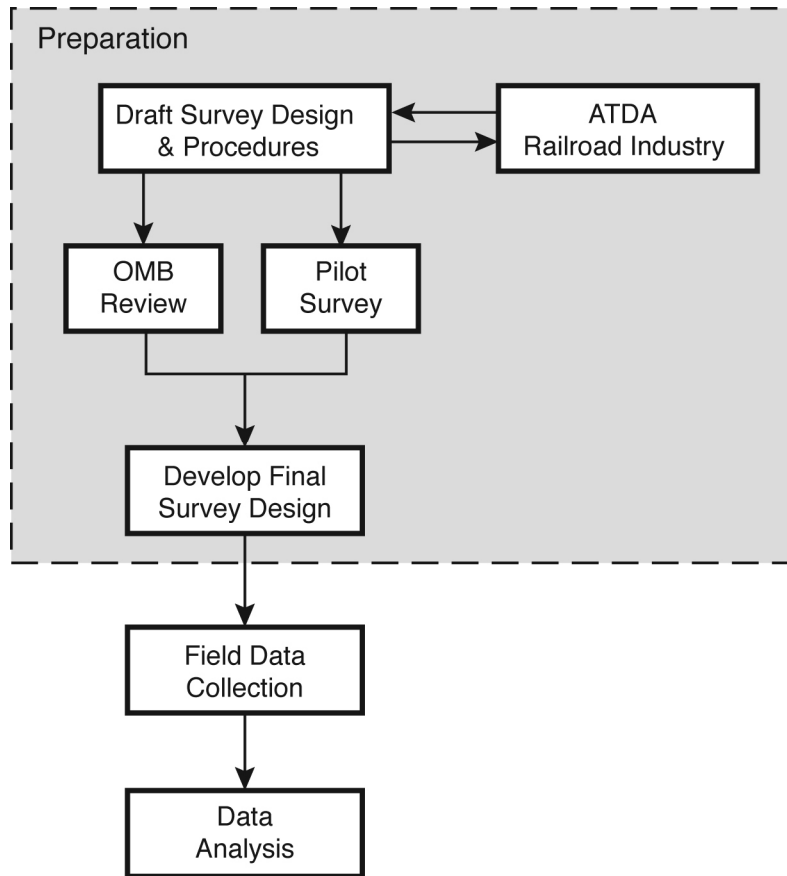 Preparation
Draft Survey Design
& Procedures
ATDA
Railroad Industry
OMB
Review
Pilot
Survey
Develop Final
Survey Design
Field Data
Collection
Data
Analysis